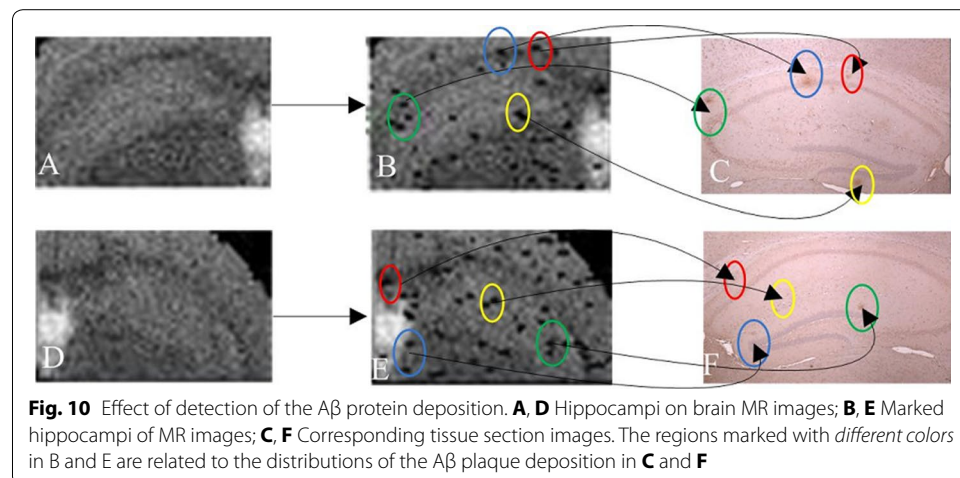 A
B
C
D
E
F
Fig. 10 Effect of detection of the Aβ protein deposition. A, D Hippocampi on brain MR images; B, E Marked
hippocampi of MR images; C, F Corresponding tissue section images. The regions marked with different colors
in B and E are related to the distributions of the Aβ plaque deposition in C and F